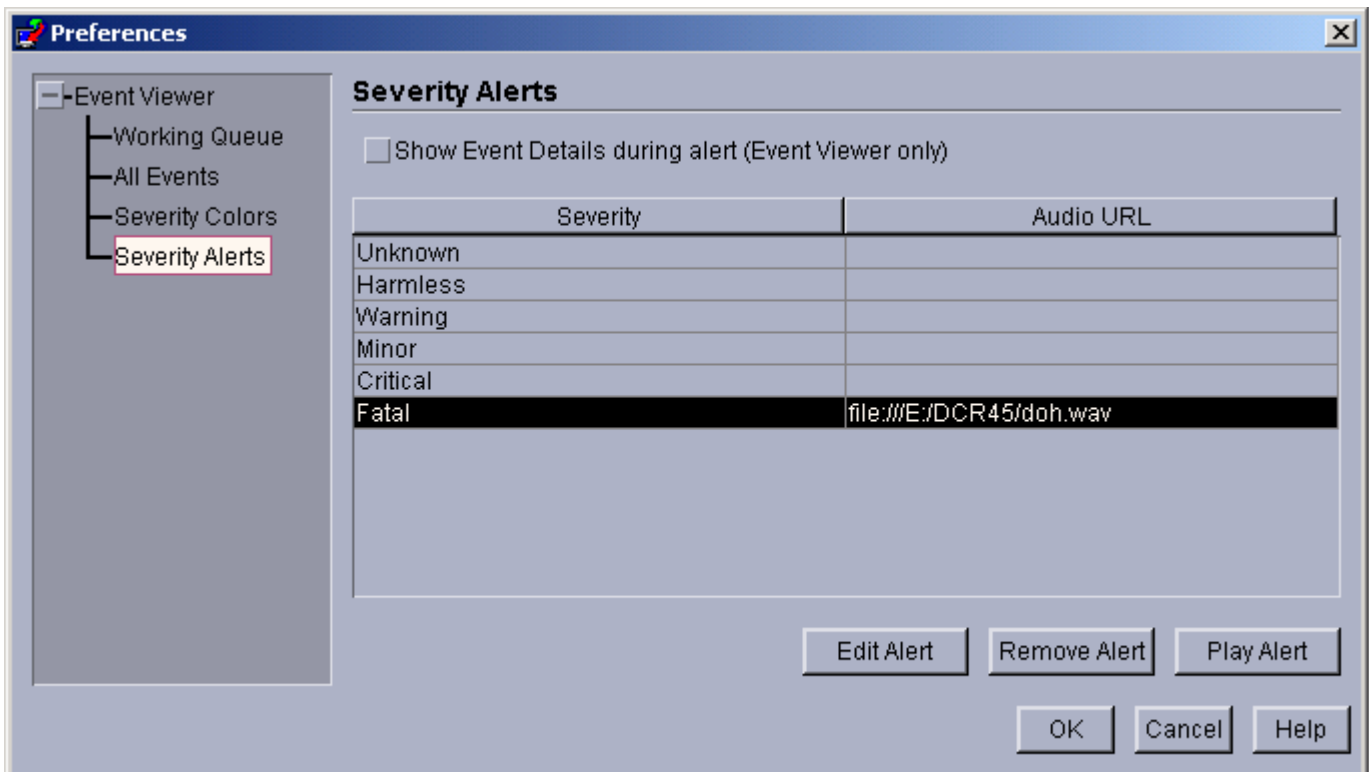 Preferences
Event Viewer
Working Queue
All Events
Severity Colors
Severity Alerts
Severity Alerts
Show Event Details during alert (Event Viewer only)
Severity Audio URL
Unknown
Harmless
Warning
Minor
Critical
Fatal file:///E:/DCR45/doh.wav
Edit Alert Remove Alert Play Alert
OK Cancel Help